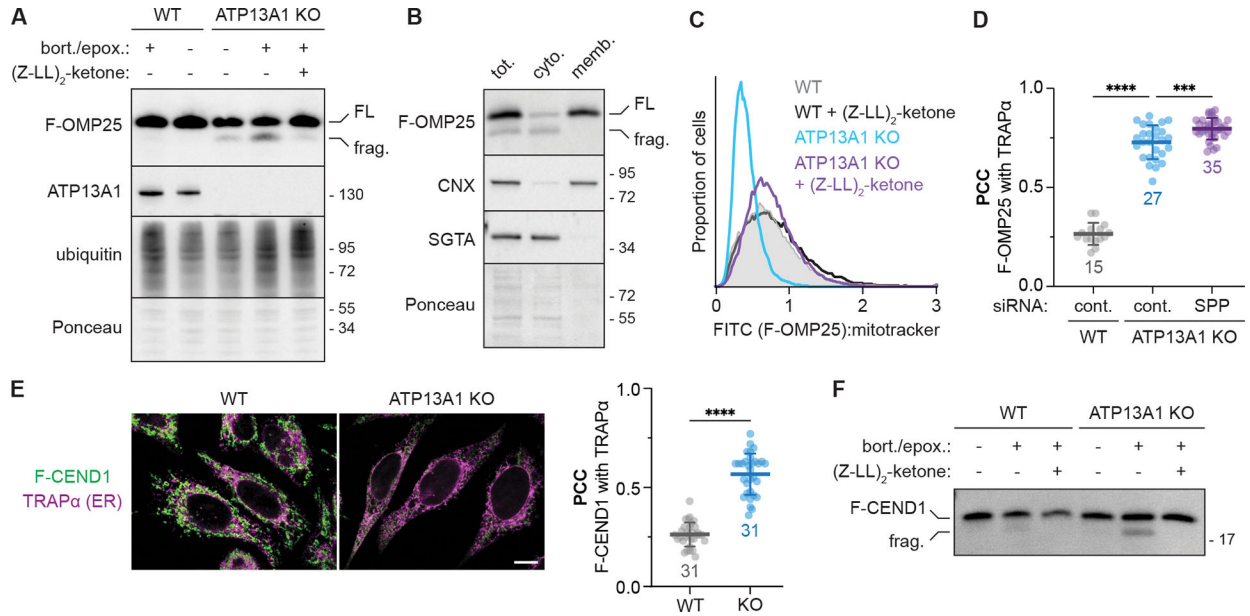 A
WT ATP13A1 KO
bort./epox.: + - - + +
(Z-LL)2-ketone: - - - - +
F-OMP25
FL
frag.
ATP13A1
- 130
ubiquitin
- 95
- 72
Ponceau
- 55
- 34
B
tot. cyto. memb.
F-OMP25
FL
frag.
CNX
- 95
- 72
SGTA
- 34
Ponceau
- 72
- 55
C
WT
WT + (Z-LL)2-ketone
ATP13A1 KO
ATP13A1 KO
+ (Z-LL)2-ketone
Proportion of cells
0 1 2 3
FITC (F-OMP25):mitotracker
D
PCC
F-OMP25 with TRAPα
1.0
0.5
0.0
**** ***
15
27
35
siRNA: cont. cont. SPP
WT ATP13A1 KO
E
WT ATP13A1 KO
F-CEND1
TRAPα (ER)
PCC
F-CEND1 with TRAPα
1.0
0.5
0.0
****
31
31
WT KO
F
WT ATP13A1 KO
bort./epox.: - + + - + +
(Z-LL)2-ketone: - - + - - +
F-CEND1
frag.
- 17